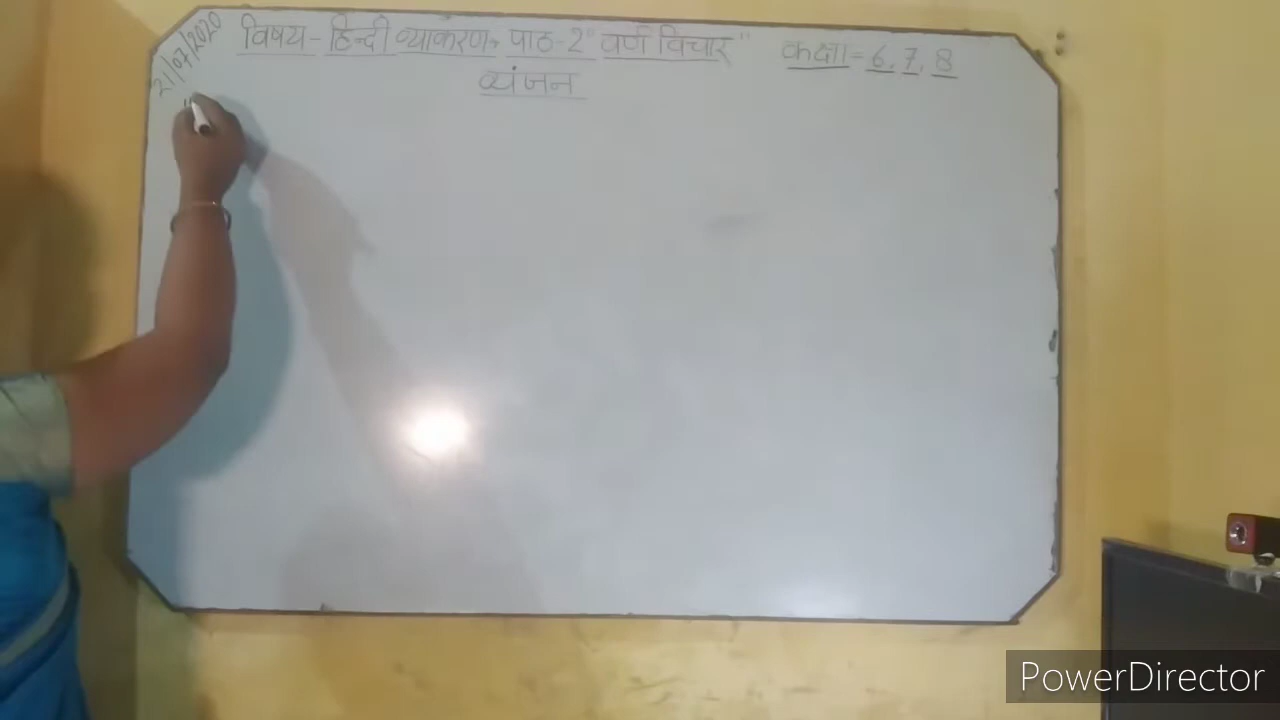 21/07/2020
विषय - हिन्दी व्याकरण, पाठ-2" वर्ण विचार" कक्षा = 6, 7, 8
व्यंजन
PowerDirector